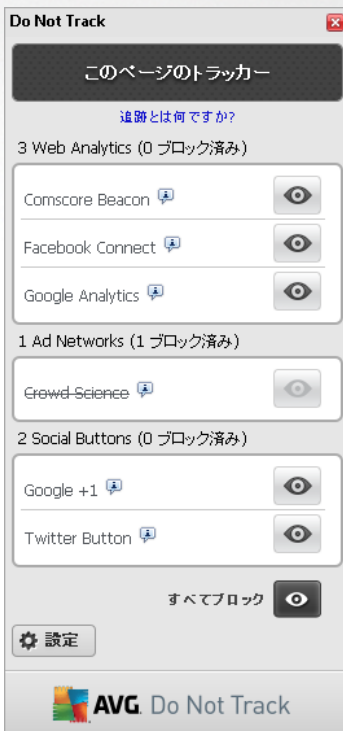 Do Not Track
このページのトラッカー
追跡とは何ですか?
3 Web Analytics (0 ブロック済み)
Comscore Beacon
Facebook Connect
Google Analytics
1 Ad Networks (1 ブロック済み)
Crowd Science
2 Social Buttons (0 ブロック済み)
Google +1
Twitter Button
すべてブロック
設定
AVG. Do Not Track